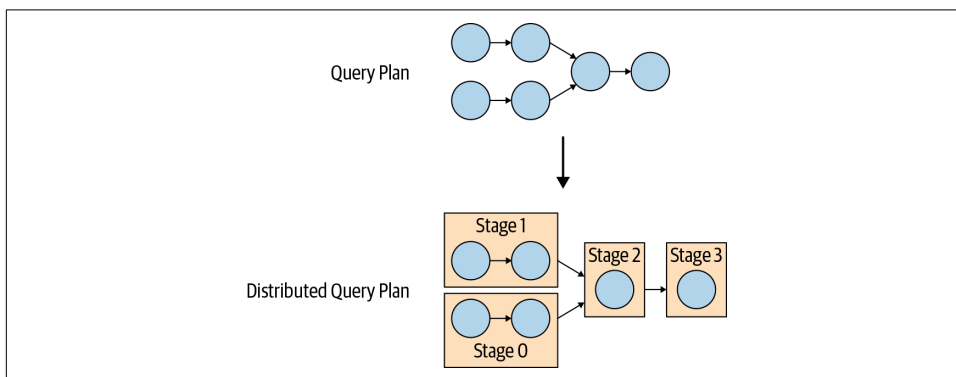 Query Plan
Stage 1
Stage 2
Stage 3
Distributed Query Plan
Stage 0